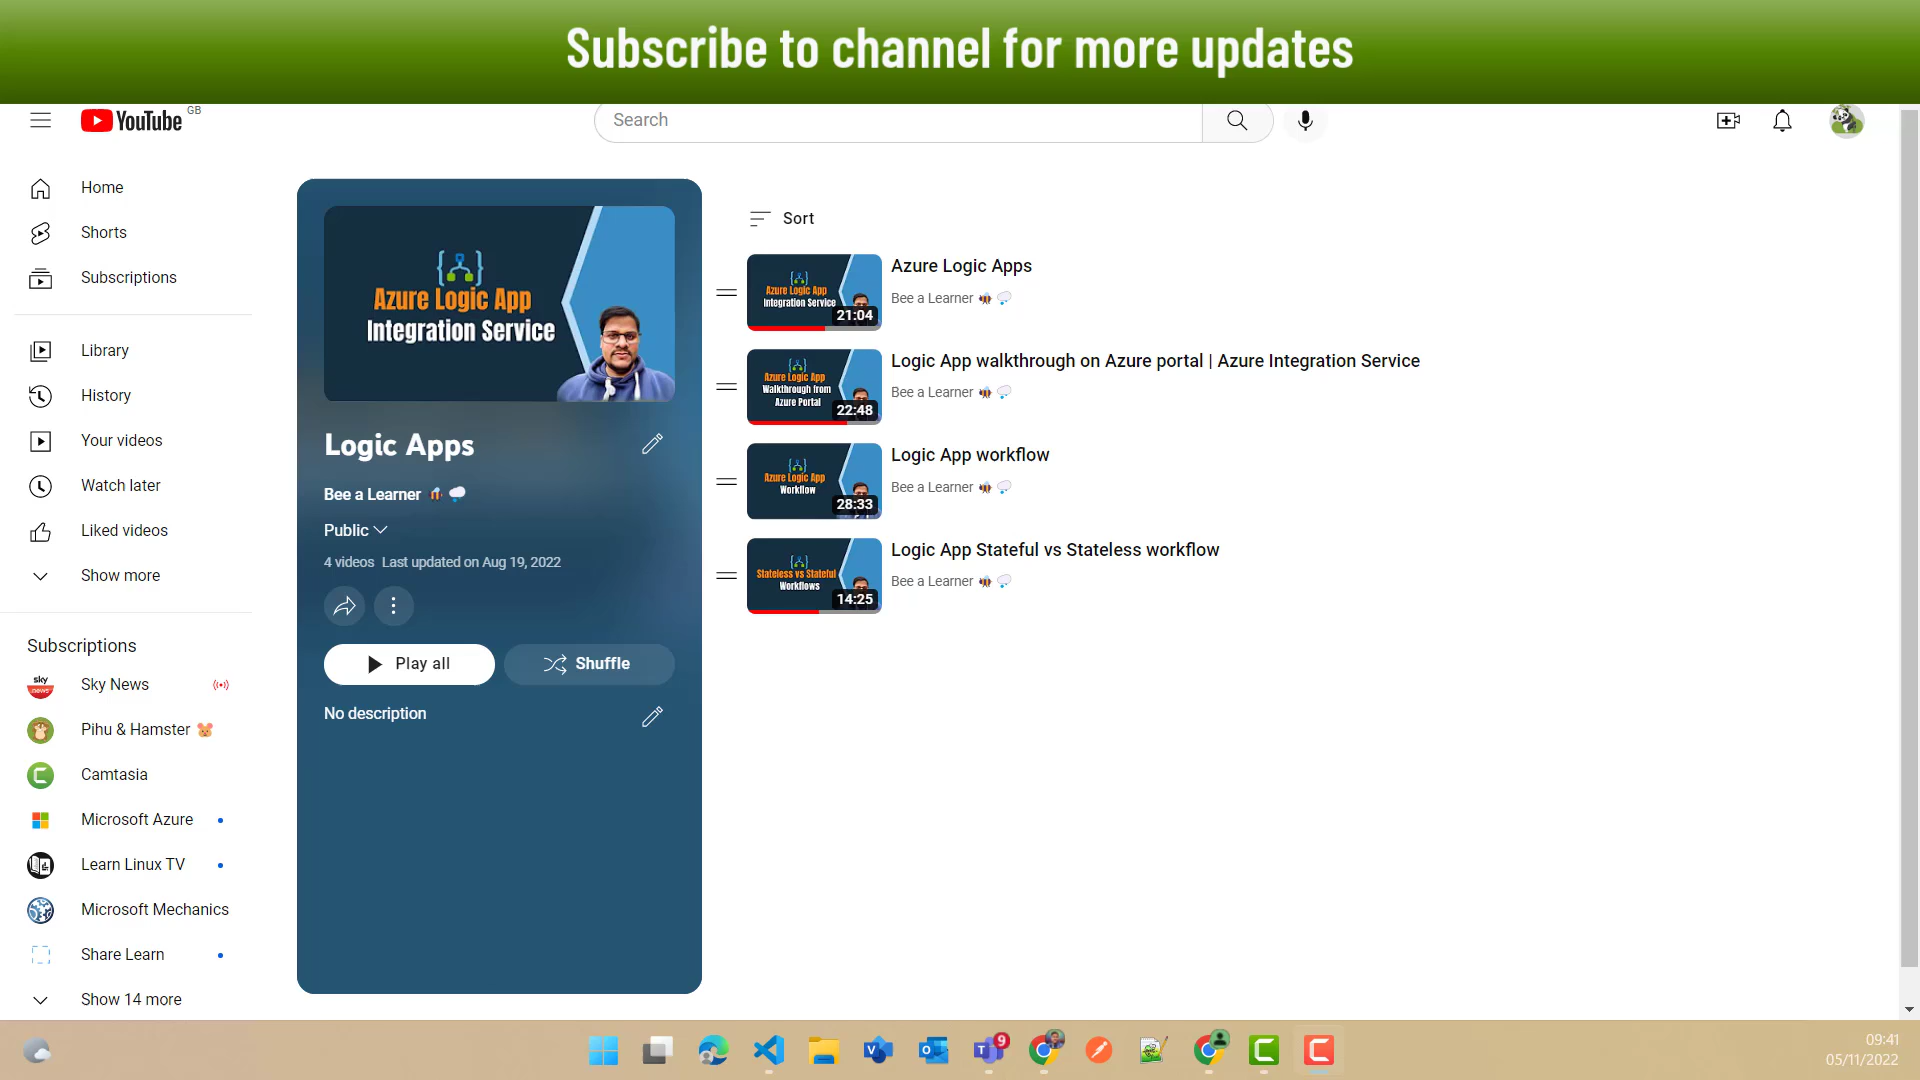 Subscribe to channel for more updates
YouTube GB
Search
Home
Shorts
Subscriptions
Library
History
Your videos
Watch later
Liked videos
Show more
Subscriptions
sky news
Sky News
Pihu & Hamster
Camtasia
Microsoft Azure
Learn Linux TV
Microsoft Mechanics
Share Learn
Show 14 more
Azure Logic App
Integration Service
Logic Apps
Bee a Learner
Public
4 videos Last updated on Aug 19, 2022
Play all
Shuffle
No description
Sort
Azure Logic App
Integration Service
21:04
Azure Logic Apps
Bee a Learner
Azure Logic App
Walkthrough from
Azure Portal
22:48
Logic App walkthrough on Azure portal | Azure Integration Service
Bee a Learner
Azure Logic App
Workflow
28:33
Logic App workflow
Bee a Learner
Stateless vs Stateful
Workflows
14:25
Logic App Stateful vs Stateless workflow
Bee a Learner
9
09:41
05/11/2022